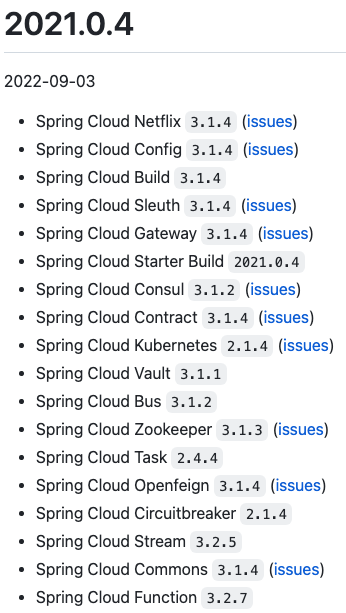 2021.0.4
2022-09-03
Spring Cloud Netflix 3.1.4 (issues)
Spring Cloud Config 3.1.4 (issues)
Spring Cloud Build 3.1.4
Spring Cloud Sleuth 3.1.4 (issues)
Spring Cloud Gateway 3.1.4 (issues)
Spring Cloud Starter Build 2021.0.4
Spring Cloud Consul 3.1.2 (issues)
Spring Cloud Contract 3.1.4 (issues)
Spring Cloud Kubernetes 2.1.4 (issues)
Spring Cloud Vault 3.1.1
Spring Cloud Bus 3.1.2
Spring Cloud Zookeeper 3.1.3 (issues)
Spring Cloud Task 2.4.4
Spring Cloud Openfeign 3.1.4 (issues)
Spring Cloud Circuitbreaker 2.1.4
Spring Cloud Stream 3.2.5
Spring Cloud Commons 3.1.4 (issues)
Spring Cloud Function 3.2.7